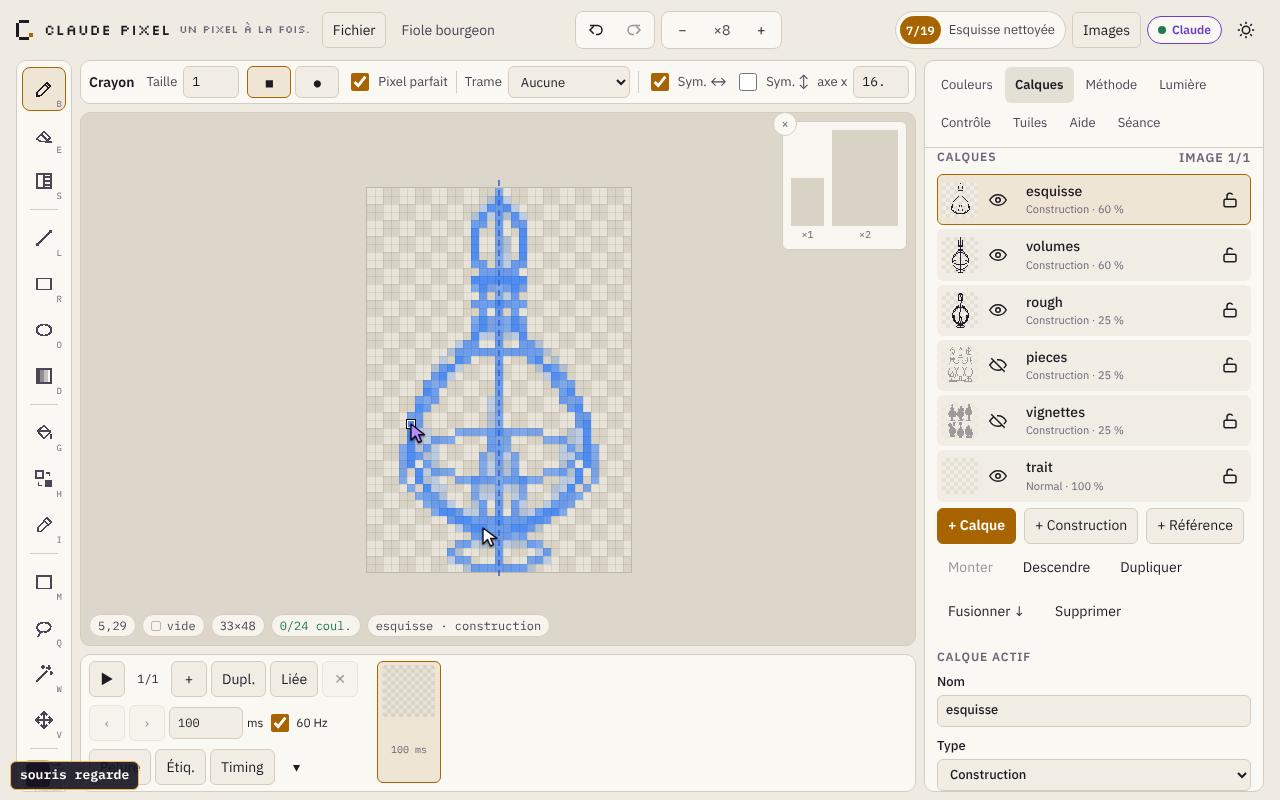 CLAUDE PIXEL UN PIXEL À LA FOIS. Fichier Fiole bourgeon − ×8 + 7/19 Esquisse nettoyée Images Claude
Crayon Taille 1 ■ ● Pixel parfait Trame Aucune Sym. ↔ Sym. ↕ axe x 16.
B
E
S
L
R
O
D
G
H
I
M
Q
W
V
×
×1 ×2
5,29 vide 33×48 0/24 coul. esquisse · construction
1/1 + Dupl. Liée ×
‹ › 100 ms 60 Hz
Étiq. Timing ▼
100 ms
souris regarde
Couleurs Calques Méthode Lumière
Contrôle Tuiles Aide Séance
CALQUES IMAGE 1/1
esquisse
Construction · 60 %
volumes
Construction · 60 %
rough
Construction · 25 %
pieces
Construction · 25 %
vignettes
Construction · 25 %
trait
Normal · 100 %
+ Calque + Construction + Référence
Monter Descendre Dupliquer
Fusionner ↓ Supprimer
CALQUE ACTIF
Nom
esquisse
Type
Construction